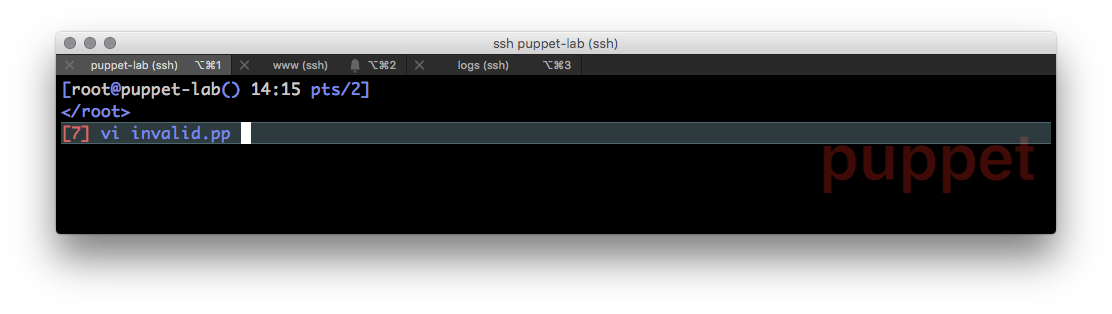 ssh puppet-lab (ssh)
puppet-lab (ssh) ⌥⌘1 www (ssh) ⌥⌘2 logs (ssh) ⌥⌘3
[root@puppet-lab() 14:15 pts/2]
</root>
[7] vi invalid.pp
puppet